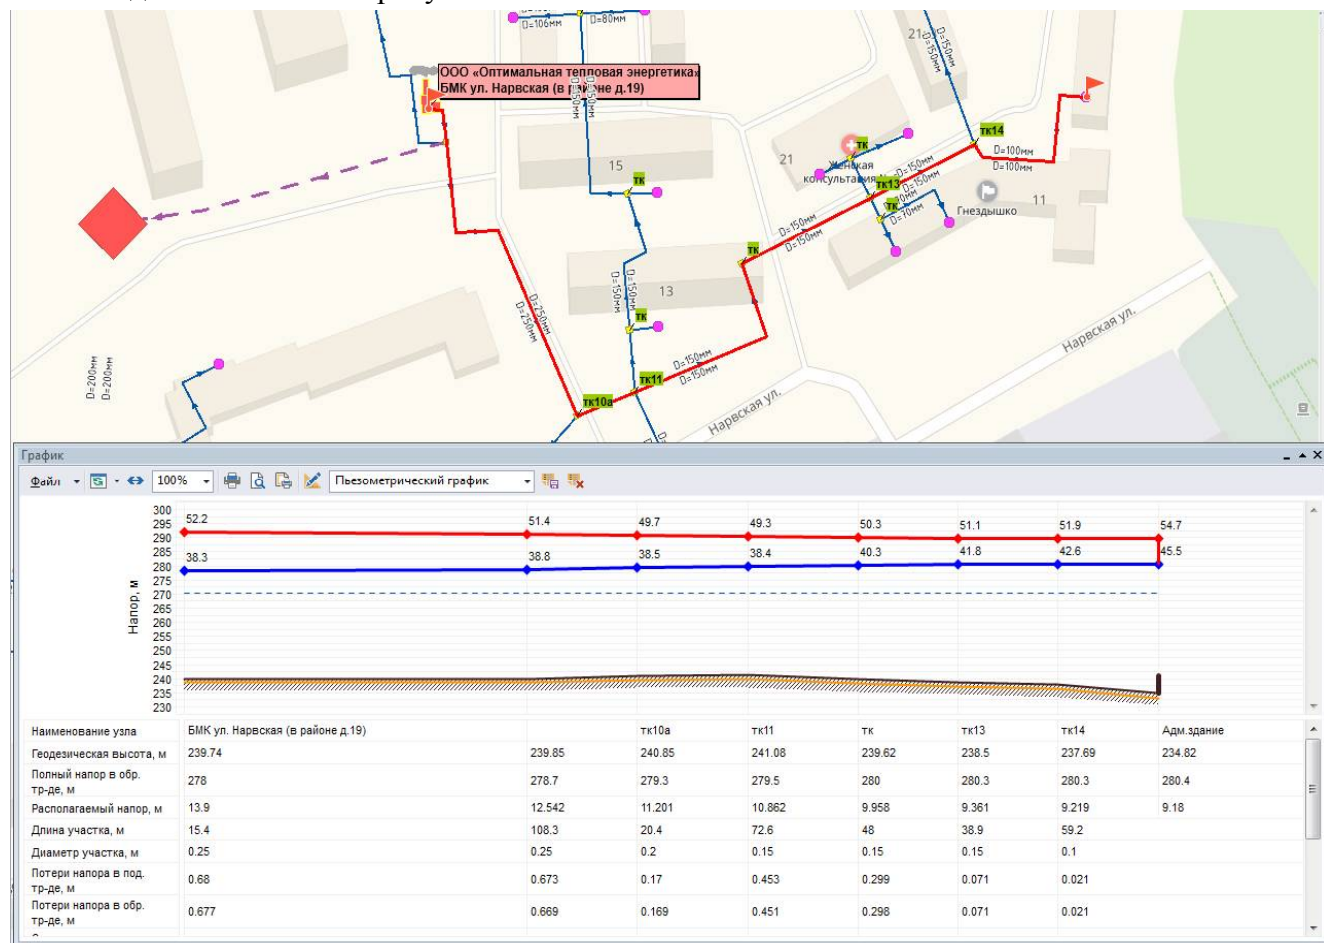 D=106мм
D=80мм
ООО «Оптимальная тепловая энергетика»
БМК ул. Нарвская (в районе д.19)
D=150мм
D=150мм
21
D=150мм
D=150мм
тк14
D=100мм
D=100мм
15
21
тк
Женская
консультация
D=150мм
D=150мм
тк
тк13
тк
D=70мм
Гнездышко
11
D=150мм
D=150мм
тк
D=150мм
D=150мм
13
тк
D=250мм
D=250мм
Нарвская ул.
D=200мм
D=200мм
D=150мм
D=150мм
тк11
тк10а
Нарвская ул.
График
Файл
100%
Пьезометрический график
Напор, м
300
295
290
285
280
275
270
265
260
255
250
245
240
235
230
52.2 51.4 49.7 49.3 50.3 51.1 51.9 54.7
38.3 38.8 38.5 38.4 40.3 41.8 42.6 45.5
Наименование узла БМК ул. Нарвская (в районе д.19) тк10а тк11 тк тк13 тк14 Адм.здание
Геодезическая высота, м 239.74 239.85 240.85 241.08 239.62 238.5 237.69 234.82
Полный напор в обр.
тр-де, м 278 278.7 279.3 279.5 280 280.3 280.3 280.4
Располагаемый напор, м 13.9 12.542 11.201 10.862 9.958 9.361 9.219 9.18
Длина участка, м 15.4 108.3 20.4 72.6 48 38.9 59.2
Диаметр участка, м 0.25 0.25 0.2 0.15 0.15 0.15 0.1
Потери напора в под.
тр-де, м 0.68 0.673 0.17 0.453 0.299 0.071 0.021
Потери напора в обр.
тр-де, м 0.677 0.669 0.169 0.451 0.298 0.071 0.021